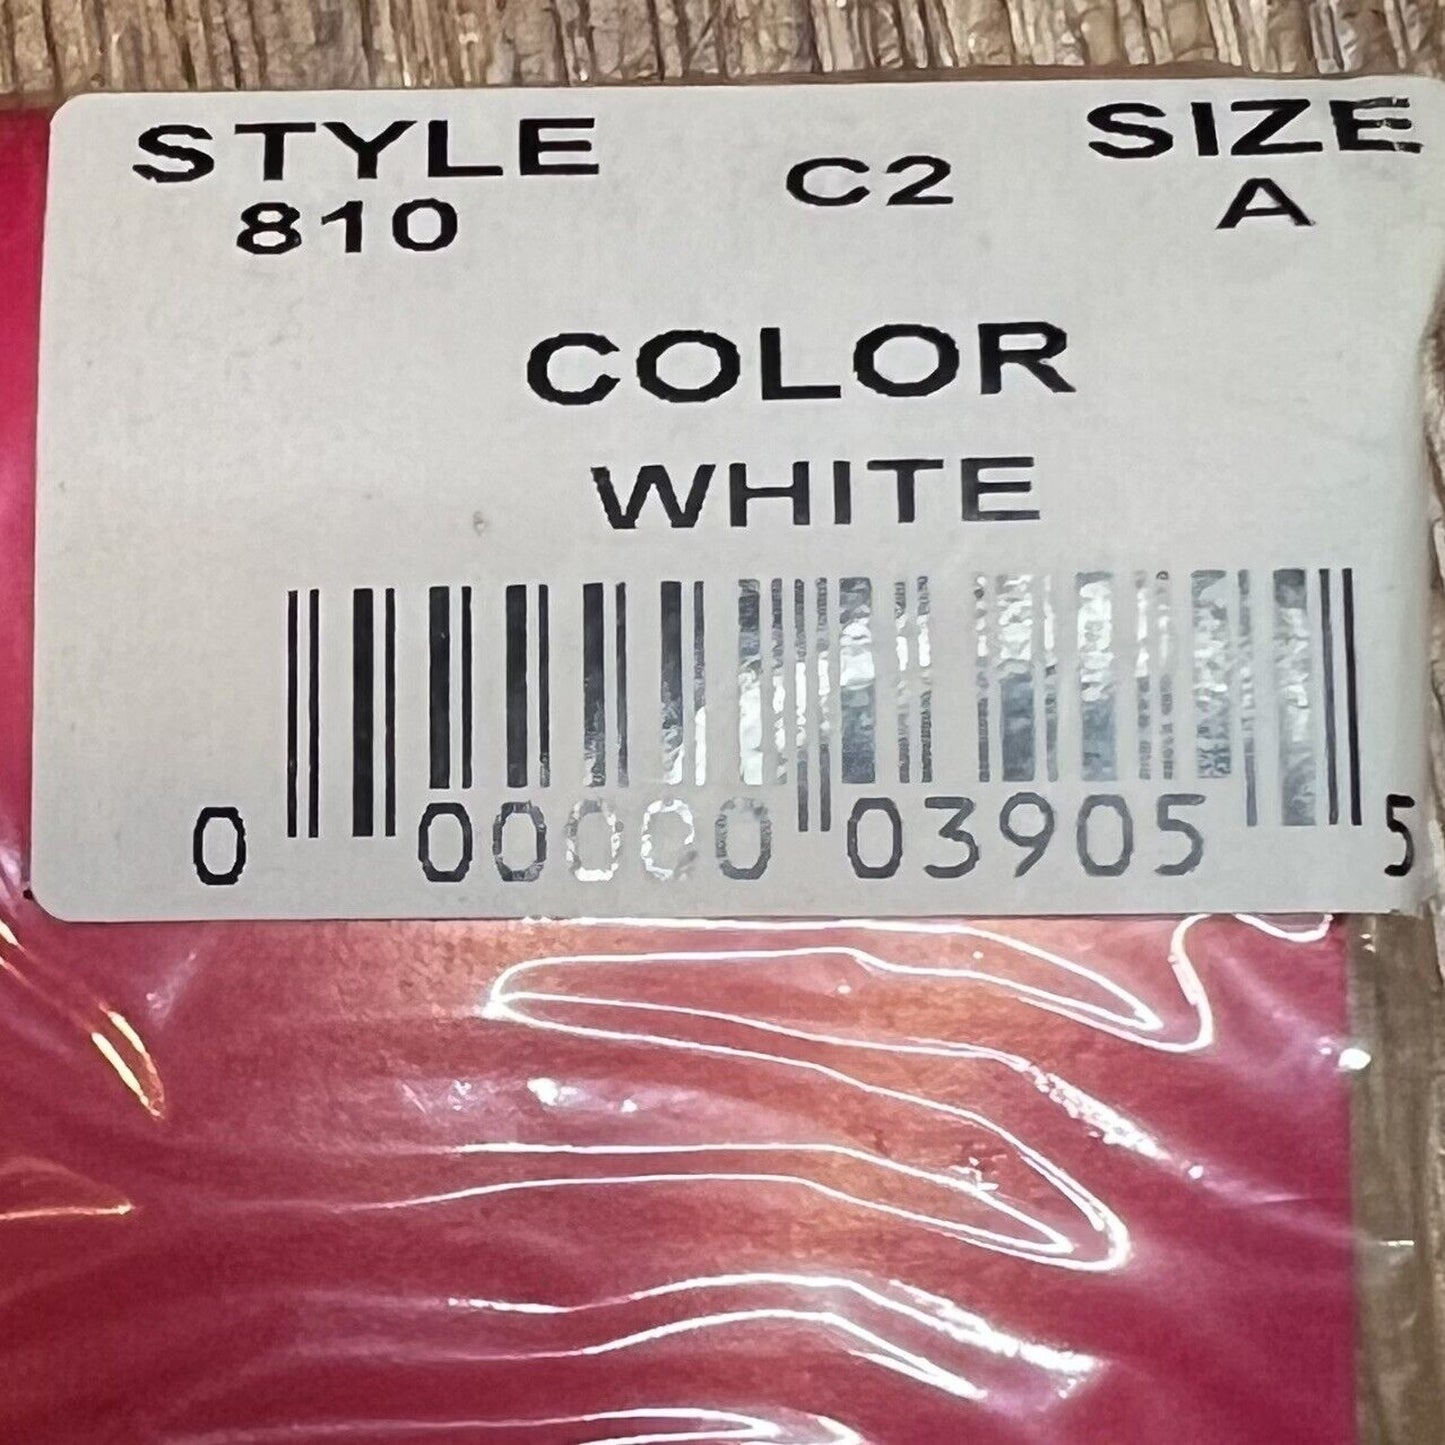 STYLE C2 SIZE
810 A
COLOR
WHITE
0 00000 03905 5